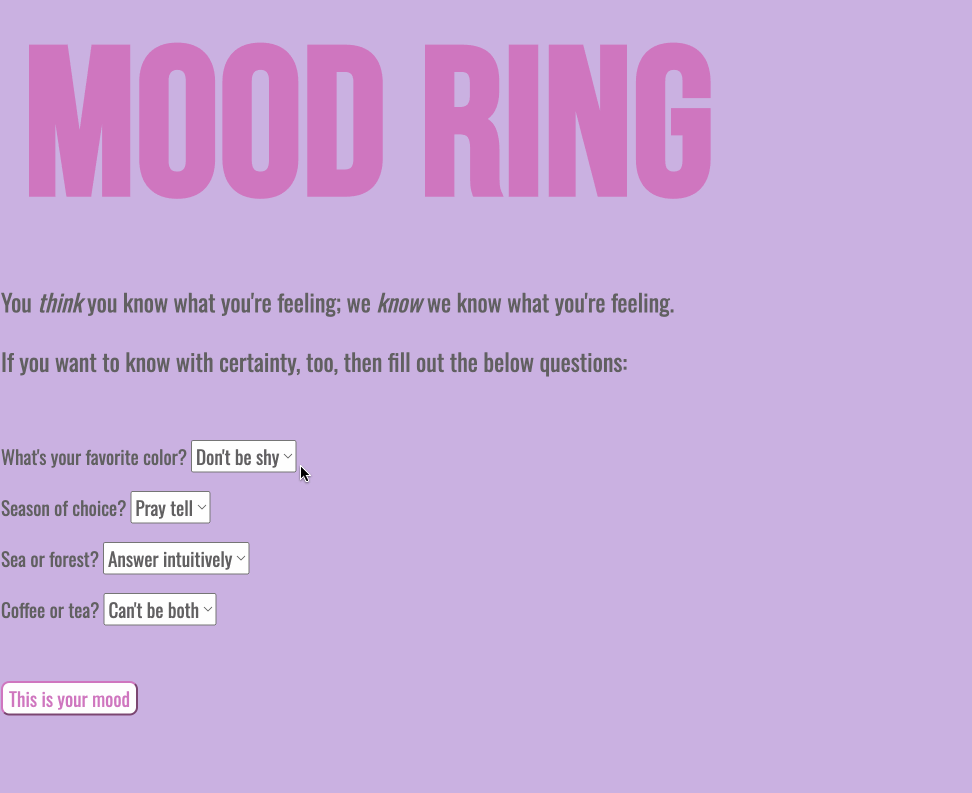 MOOD RING
You think you know what you're feeling; we know we know what you're feeling.
If you want to know with certainty, too, then fill out the below questions:
What's your favorite color? Don't be shy
Season of choice? Pray tell
Sea or forest? Answer intuitively
Coffee or tea? Can't be both
This is your mood